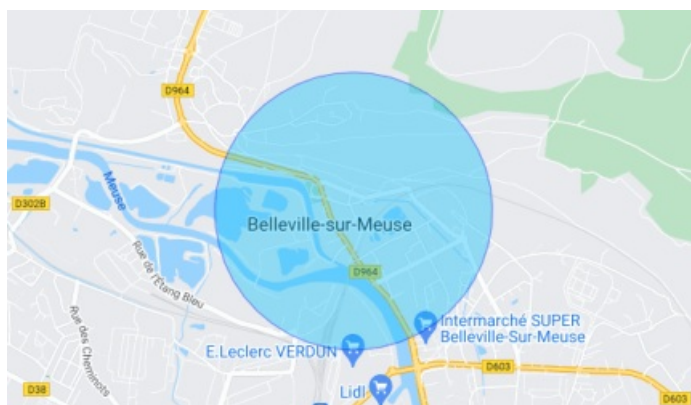 D964
Meuse
D302B
Belleville-sur-Meuse
Rue de l'Étang Bleu
D964
Rue des Cheminots
Intermarché SUPER
Belleville-Sur-Meuse
E.Leclerc VERDUN
D603
Lidl
D38
D603